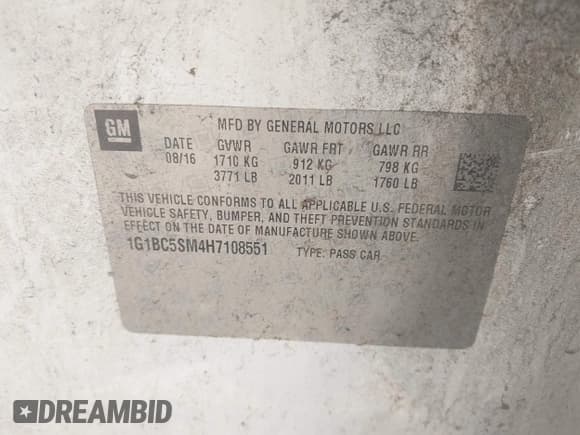 GM
MFD BY GENERAL MOTORS LLC
DATE GVWR GAWR FRT GAWR RR
08/16 1710 KG 912 KG 798 KG
3771 LB 2011 LB 1760 LB
THIS VEHICLE CONFORMS TO ALL APPLICABLE U.S. FEDERAL MOTOR
VEHICLE SAFETY, BUMPER, AND THEFT PREVENTION STANDARDS IN
EFFECT ON THE DATE OF MANUFACTURE SHOWN ABOVE.
1G1BC5SM4H7108551 TYPE: PASS CAR
DREAMBID